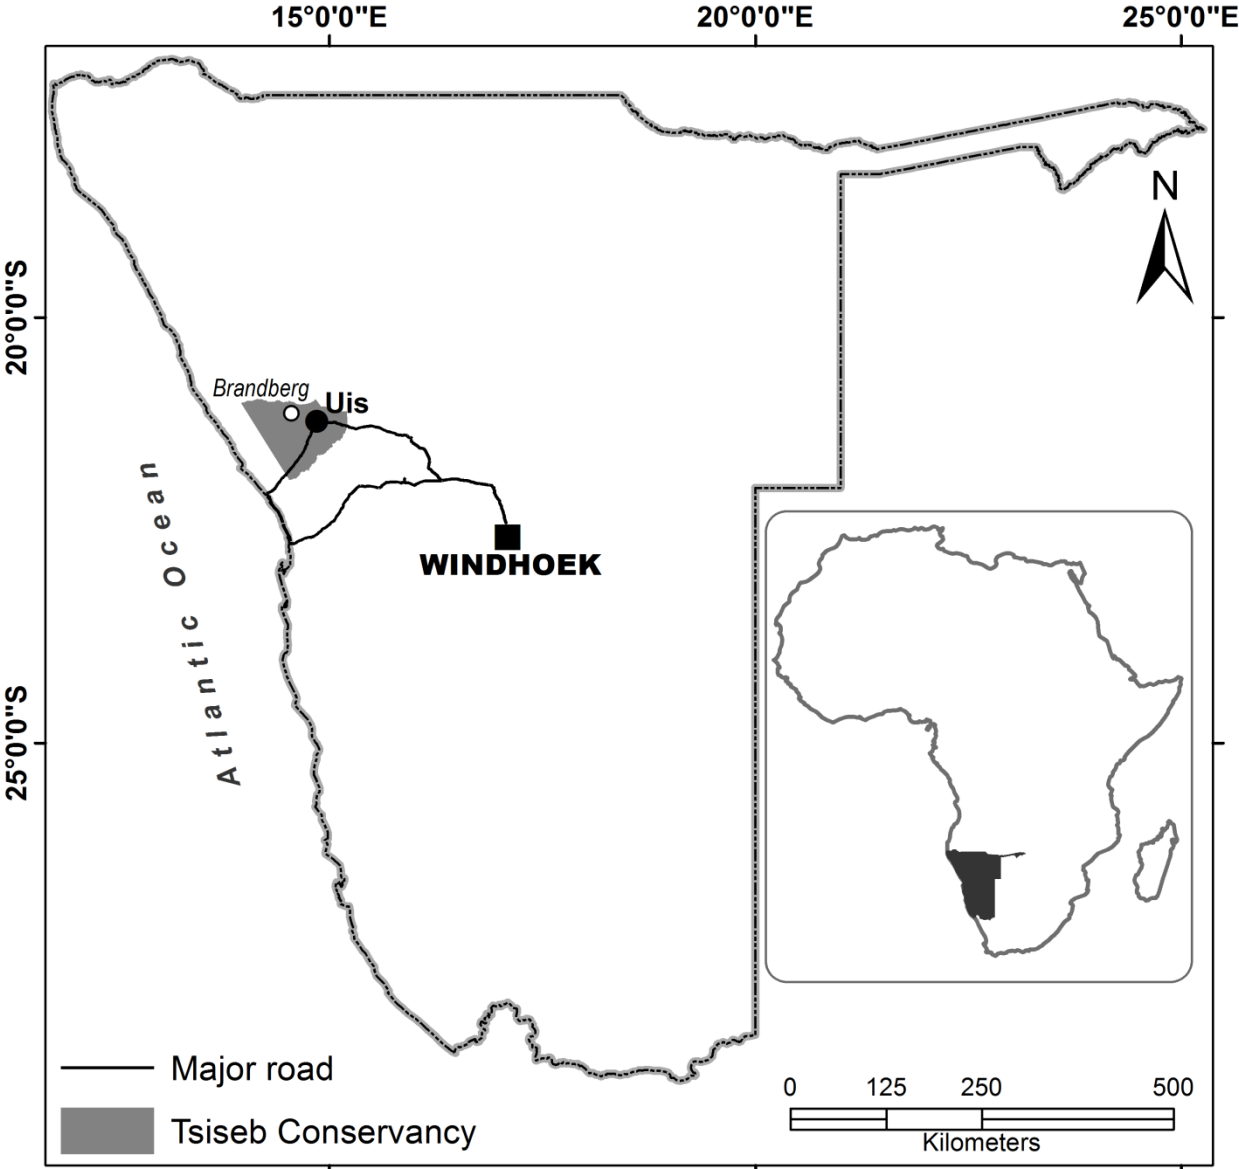 15°0'0"E
20°0'0"E
25°0'0"E
N
20°0'0"S
Brandberg
Uis
WINDHOEK
Atlantic Ocean
25°0'0"S
Major road
Tsiseb Conservancy
0 125 250 500
Kilometers